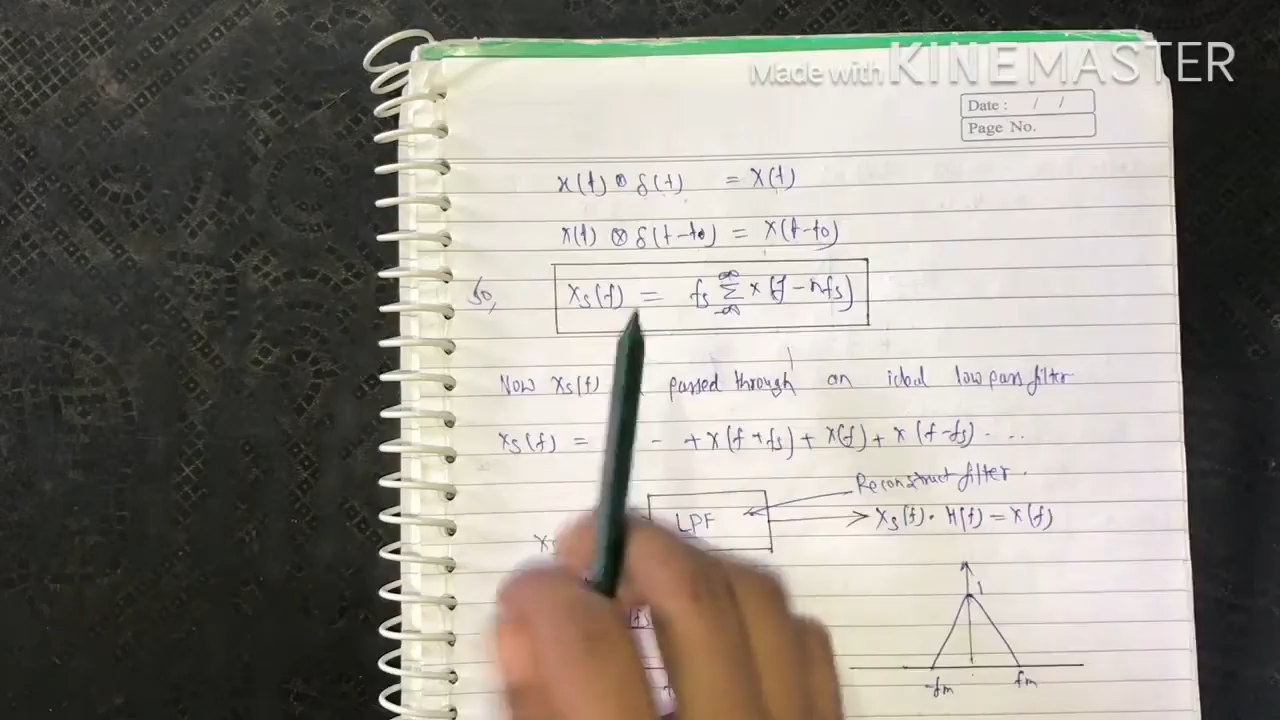 Made with KINEMASTER
Date : / /
Page No.
x(t) ⊗ δ(t) = x(t)
x(t) ⊗ δ(t-t0) = x(t-t0)
So, Xs(f) = fs ∞ Σ -∞ x(f - nfs)
Now Xs(f) passed through an ideal low pass filter
Xs(f) = - + x(f+fs) + x(f) + x(f-fs) . ...
Reconstruct filter.
LPF
Xs(f) . H(f) = X(f)
1
-fm fm